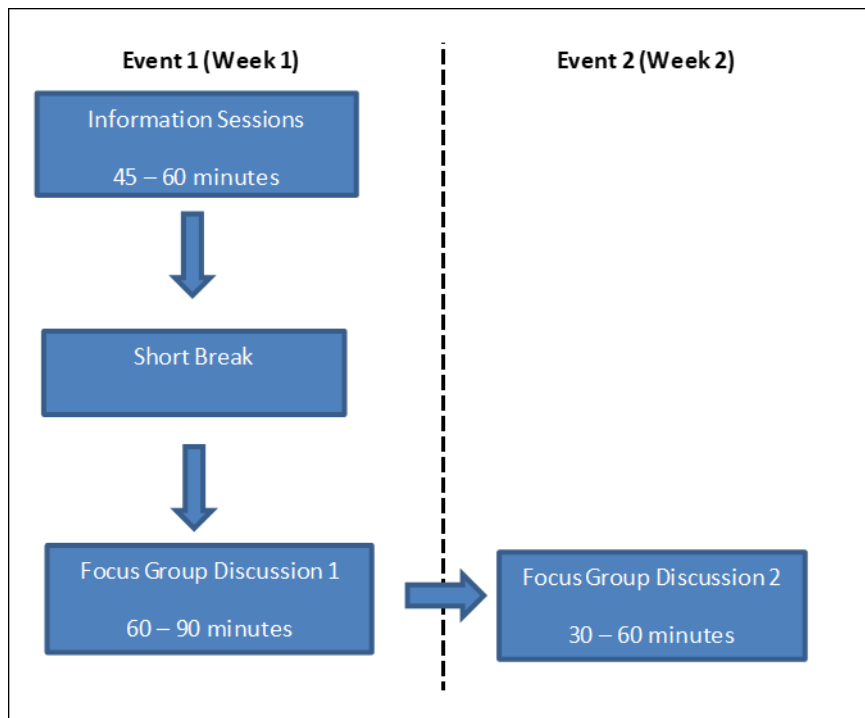 Event 1 (Week 1)
Information Sessions
45 – 60 minutes
Short Break
Focus Group Discussion 1
60 – 90 minutes
Event 2 (Week 2)
Focus Group Discussion 2
30 – 60 minutes